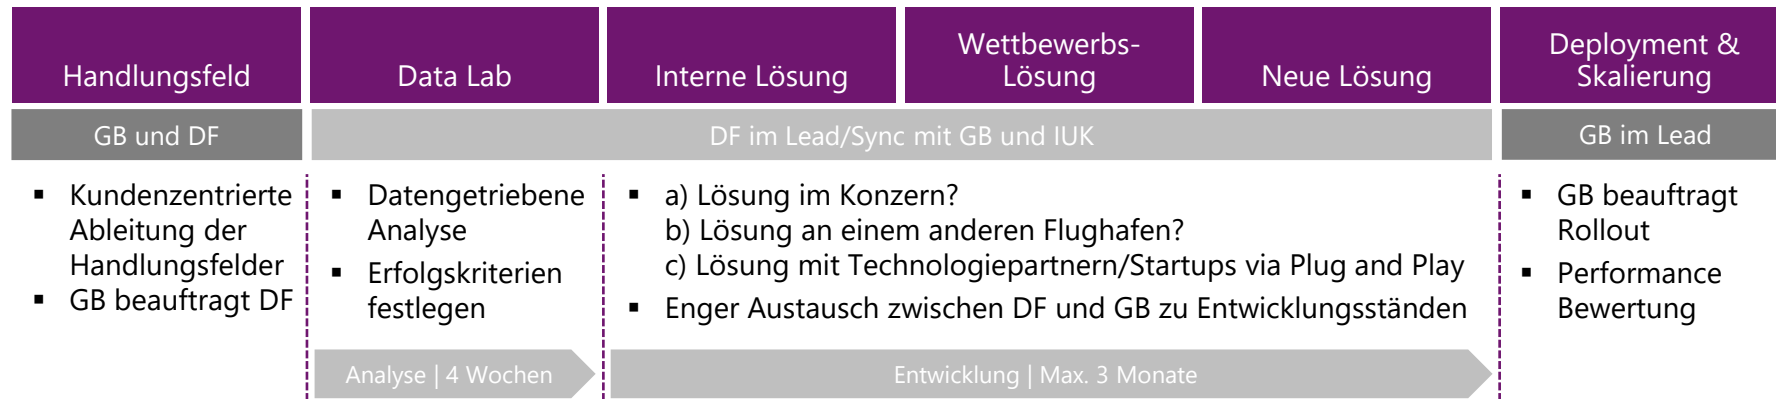 Handlungsfeld
Data Lab
Interne Lösung
Wettbewerbs-
Lösung
Neue Lösung
Deployment &
Skalierung
GB und DF
DF im Lead/Sync mit GB und IUK
GB im Lead
▪ Kundenzentrierte
Ableitung der
Handlungsfelder
▪ GB beauftragt DF
▪ Datengetriebene
Analyse
▪ Erfolgskriterien
festlegen
▪ a) Lösung im Konzern?
b) Lösung an einem anderen Flughafen?
c) Lösung mit Technologiepartnern/Startups via Plug and Play
▪ Enger Austausch zwischen DF und GB zu Entwicklungsständen
▪ GB beauftragt
Rollout
▪ Performance
Bewertung
Analyse | 4 Wochen
Entwicklung | Max. 3 Monate